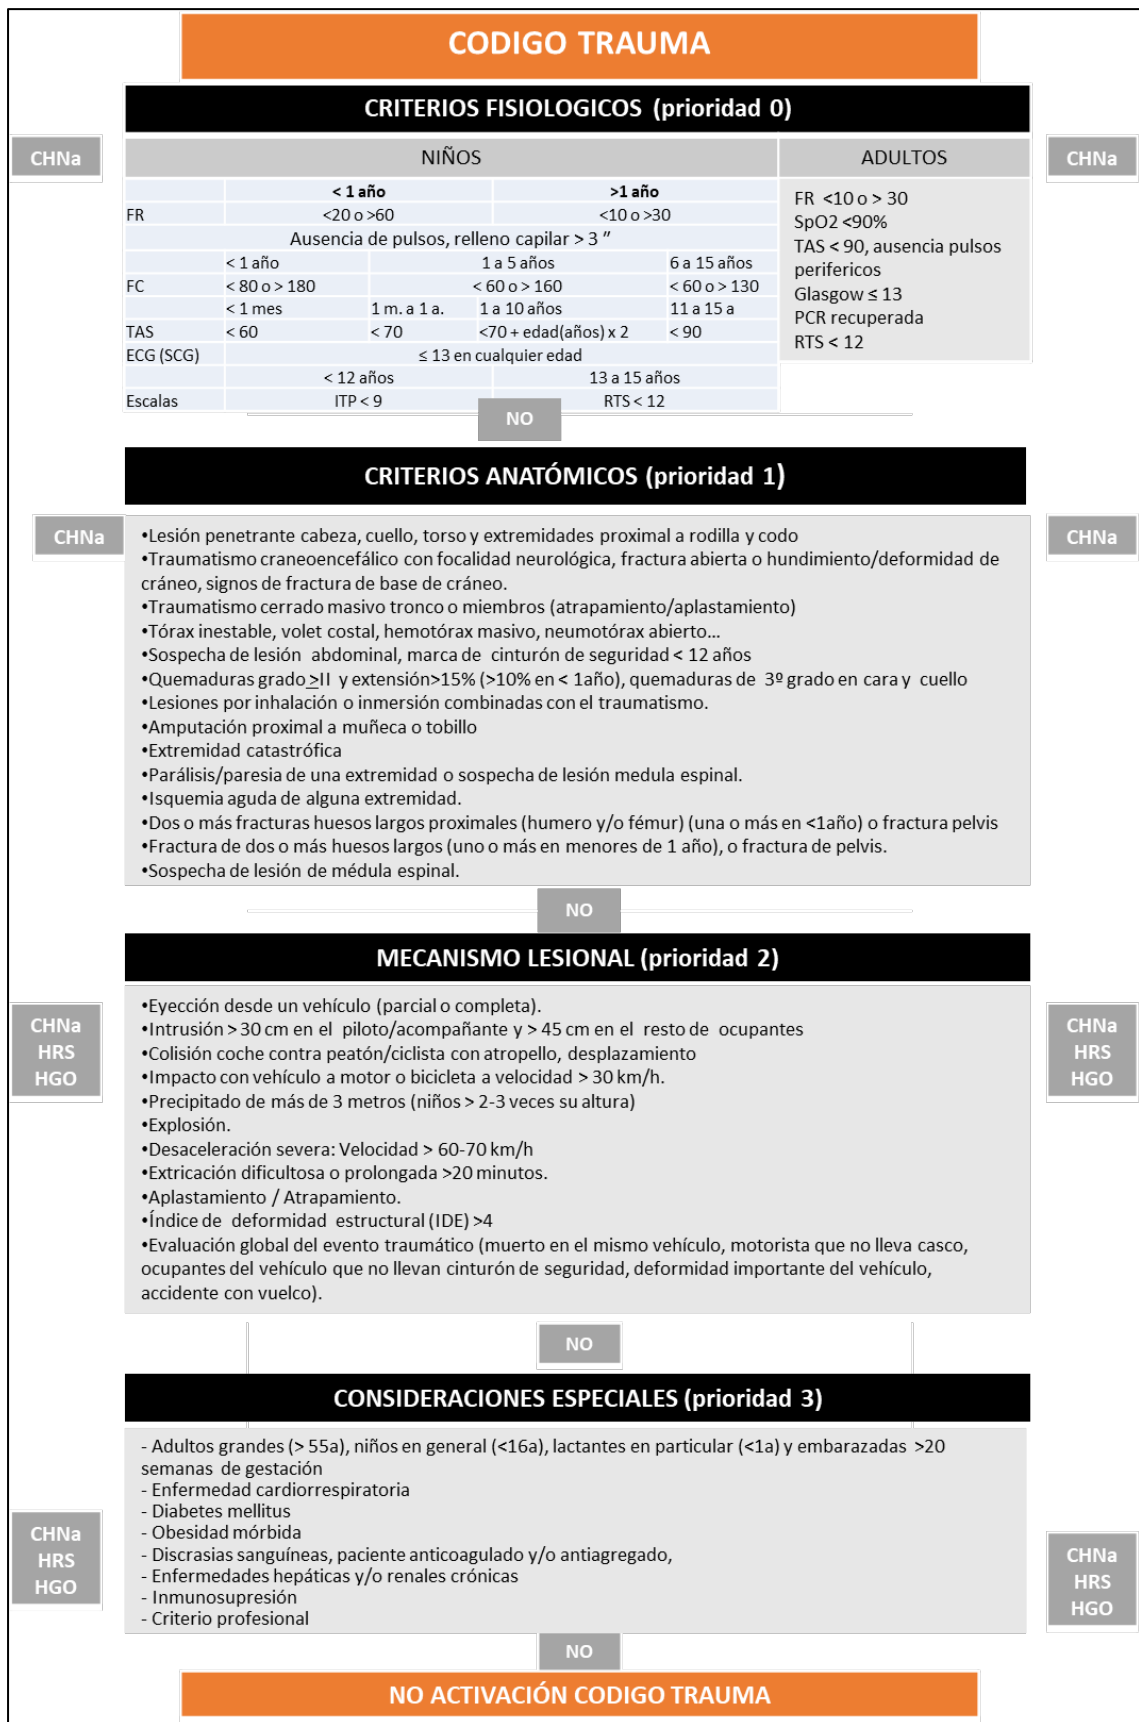 CODIGO TRAUMA
CRITERIOS FISIOLOGICOS (prioridad 0)
CHNa
NIÑOS
ADULTOS
CHNa
< 1 año >1 año
FR <20 o >60 <10 o >30
Ausencia de pulsos, relleno capilar > 3 ″
< 1 año 1 a 5 años 6 a 15 años
FC < 80 o > 180 < 60 o > 160 < 60 o > 130
< 1 mes 1 m. a 1 a. 1 a 10 años 11 a 15 a
TAS < 60 < 70 <70 + edad(años) x 2 < 90
ECG (SCG) ≤ 13 en cualquier edad
< 12 años 13 a 15 años
Escalas ITP < 9 RTS < 12
FR <10 o > 30
SpO2 <90%
TAS < 90, ausencia pulsos
perifericos
Glasgow ≤ 13
PCR recuperada
RTS < 12
NO
CRITERIOS ANATÓMICOS (prioridad 1)
CHNa
CHNa
•Lesión penetrante cabeza, cuello, torso y extremidades proximal a rodilla y codo
•Traumatismo craneoencefálico con focalidad neurológica, fractura abierta o hundimiento/deformidad de
cráneo, signos de fractura de base de cráneo.
•Traumatismo cerrado masivo tronco o miembros (atrapamiento/aplastamiento)
•Tórax inestable, volet costal, hemotórax masivo, neumotórax abierto...
•Sospecha de lesión abdominal, marca de cinturón de seguridad < 12 años
•Quemaduras grado >II y extensión>15% (>10% en < 1año), quemaduras de 3º grado en cara y cuello
•Lesiones por inhalación o inmersión combinadas con el traumatismo.
•Amputación proximal a muñeca o tobillo
•Extremidad catastrófica
•Parálisis/paresia de una extremidad o sospecha de lesión medula espinal.
•Isquemia aguda de alguna extremidad.
•Dos o más fracturas huesos largos proximales (humero y/o fémur) (una o más en <1año) o fractura pelvis
•Fractura de dos o más huesos largos (uno o más en menores de 1 año), o fractura de pelvis.
•Sospecha de lesión de médula espinal.
NO
MECANISMO LESIONAL (prioridad 2)
CHNa
HRS
HGO
CHNa
HRS
HGO
•Eyección desde un vehículo (parcial o completa).
•Intrusión > 30 cm en el piloto/acompañante y > 45 cm en el resto de ocupantes
•Colisión coche contra peatón/ciclista con atropello, desplazamiento
•Impacto con vehículo a motor o bicicleta a velocidad > 30 km/h.
•Precipitado de más de 3 metros (niños > 2-3 veces su altura)
•Explosión.
•Desaceleración severa: Velocidad > 60-70 km/h
•Extricación dificultosa o prolongada >20 minutos.
•Aplastamiento / Atrapamiento.
•Índice de deformidad estructural (IDE) >4
•Evaluación global del evento traumático (muerto en el mismo vehículo, motorista que no lleva casco,
ocupantes del vehículo que no llevan cinturón de seguridad, deformidad importante del vehículo,
accidente con vuelco).
NO
CONSIDERACIONES ESPECIALES (prioridad 3)
- Adultos grandes (> 55a), niños en general (<16a), lactantes en particular (<1a) y embarazadas >20
semanas de gestación
- Enfermedad cardiorrespiratoria
- Diabetes mellitus
- Obesidad mórbida
- Discrasias sanguíneas, paciente anticoagulado y/o antiagregado,
- Enfermedades hepáticas y/o renales crónicas
- Inmunosupresión
- Criterio profesional
CHNa
HRS
HGO
CHNa
HRS
HGO
NO
NO ACTIVACIÓN CODIGO TRAUMA